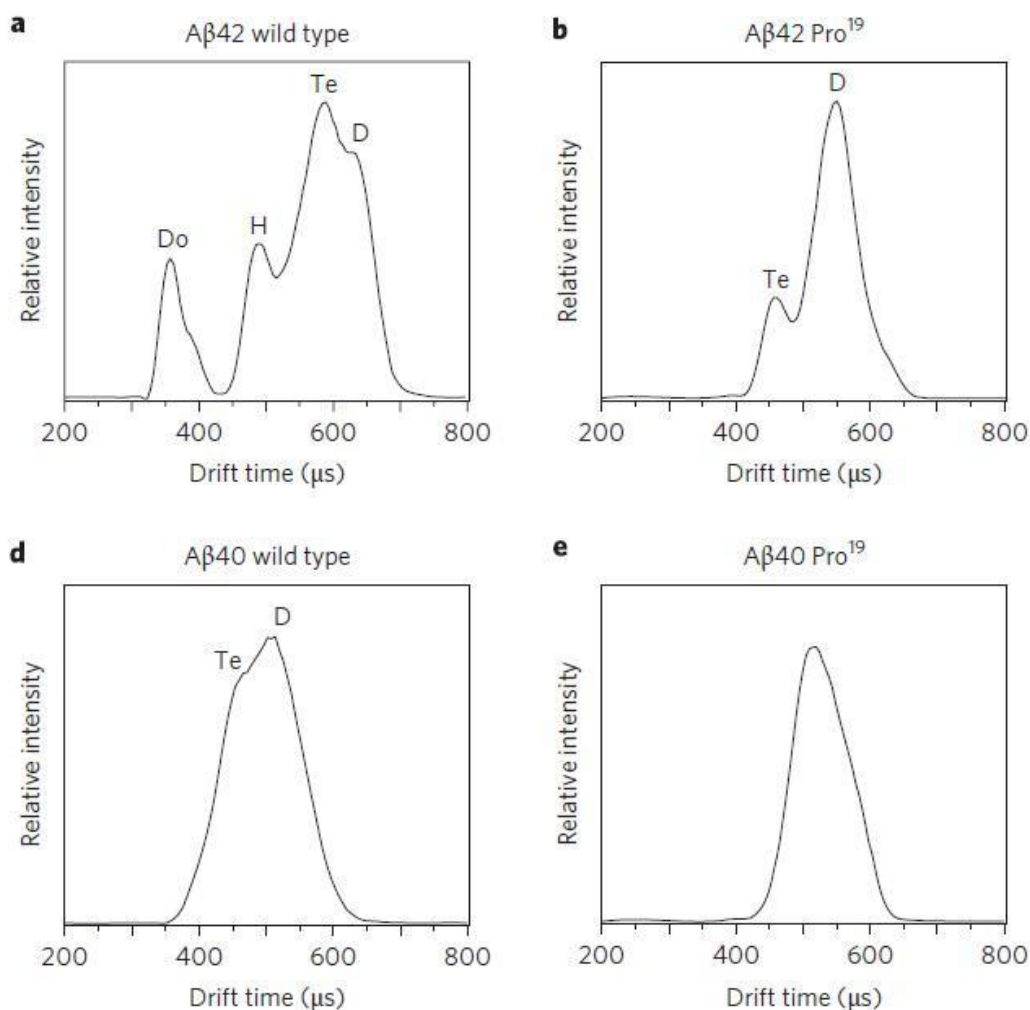 a
Aβ42 wild type
Relative intensity
Do
H
Te
D
200 400 600 800
Drift time (μs)
b
Aβ42 Pro¹⁹
Relative intensity
Te
D
200 400 600 800
Drift time (μs)
d
Aβ40 wild type
Relative intensity
Te
D
200 400 600 800
Drift time (μs)
e
Aβ40 Pro¹⁹
Relative intensity
200 400 600 800
Drift time (μs)